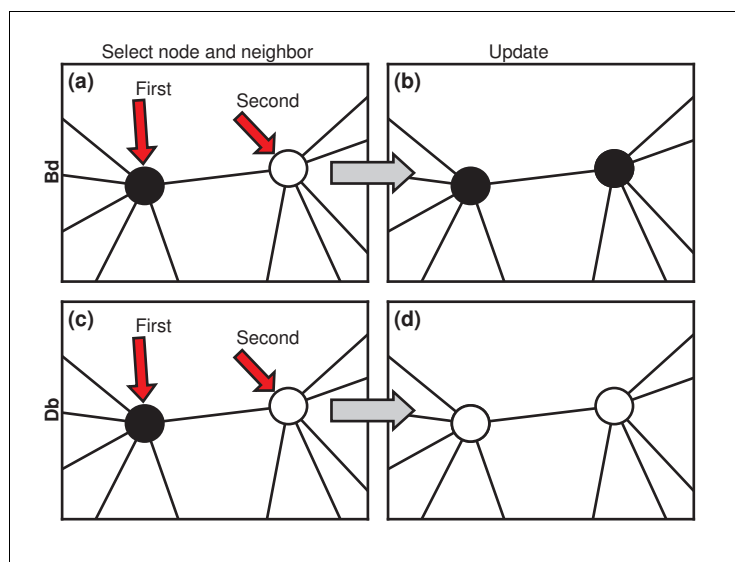 Select node and neighbor
Update
Bd
(a)
First
Second
(b)
Db
(c)
First
Second
(d)